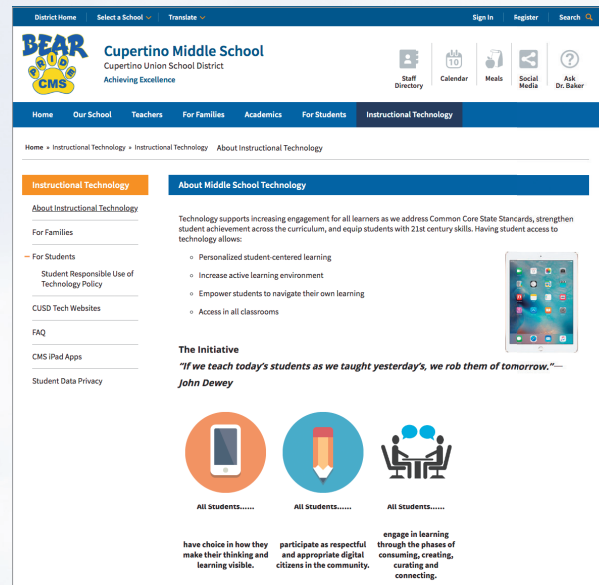 District Home Select a School Translate Sign In Register Search
BEAR
PRIDE
CMS
Cupertino Middle School
Cupertino Union School District
Achieving Excellence
10
Staff Directory
Calendar
Meals
Social Media
?
Ask Dr. Baker
Home Our School Teachers For Families Academics For Students Instructional Technology
Home » Instructional Technology » Instructional Technology About Instructional Technology
Instructional Technology
About Instructional Technology
For Families
For Students
Student Responsible Use of
Technology Policy
CUSD Tech Websites
FAQ
CMS iPad Apps
Student Data Privacy
About Middle School Technology
Technology supports increasing engagement for all learners as we address Common Core State Stancards, strengthen
student achievement across the curriculum, and equip students with 21st century skills. Having student access to
technology allows:
Personalized student-centered learning
Increase active learning environment
Empower students to navigate their own learning
Access in all classrooms
The Initiative
"If we teach today’s students as we taught yesterday’s, we rob them of tomorrow."—
John Dewey
All Students......
have choice in how they
make their thinking and
learning visible.
All Students......
participate as respectful
and appropriate digital
citizens in the community.
All Students......
engage in learning
through the phases of
consuming, creating,
curating and
connecting.